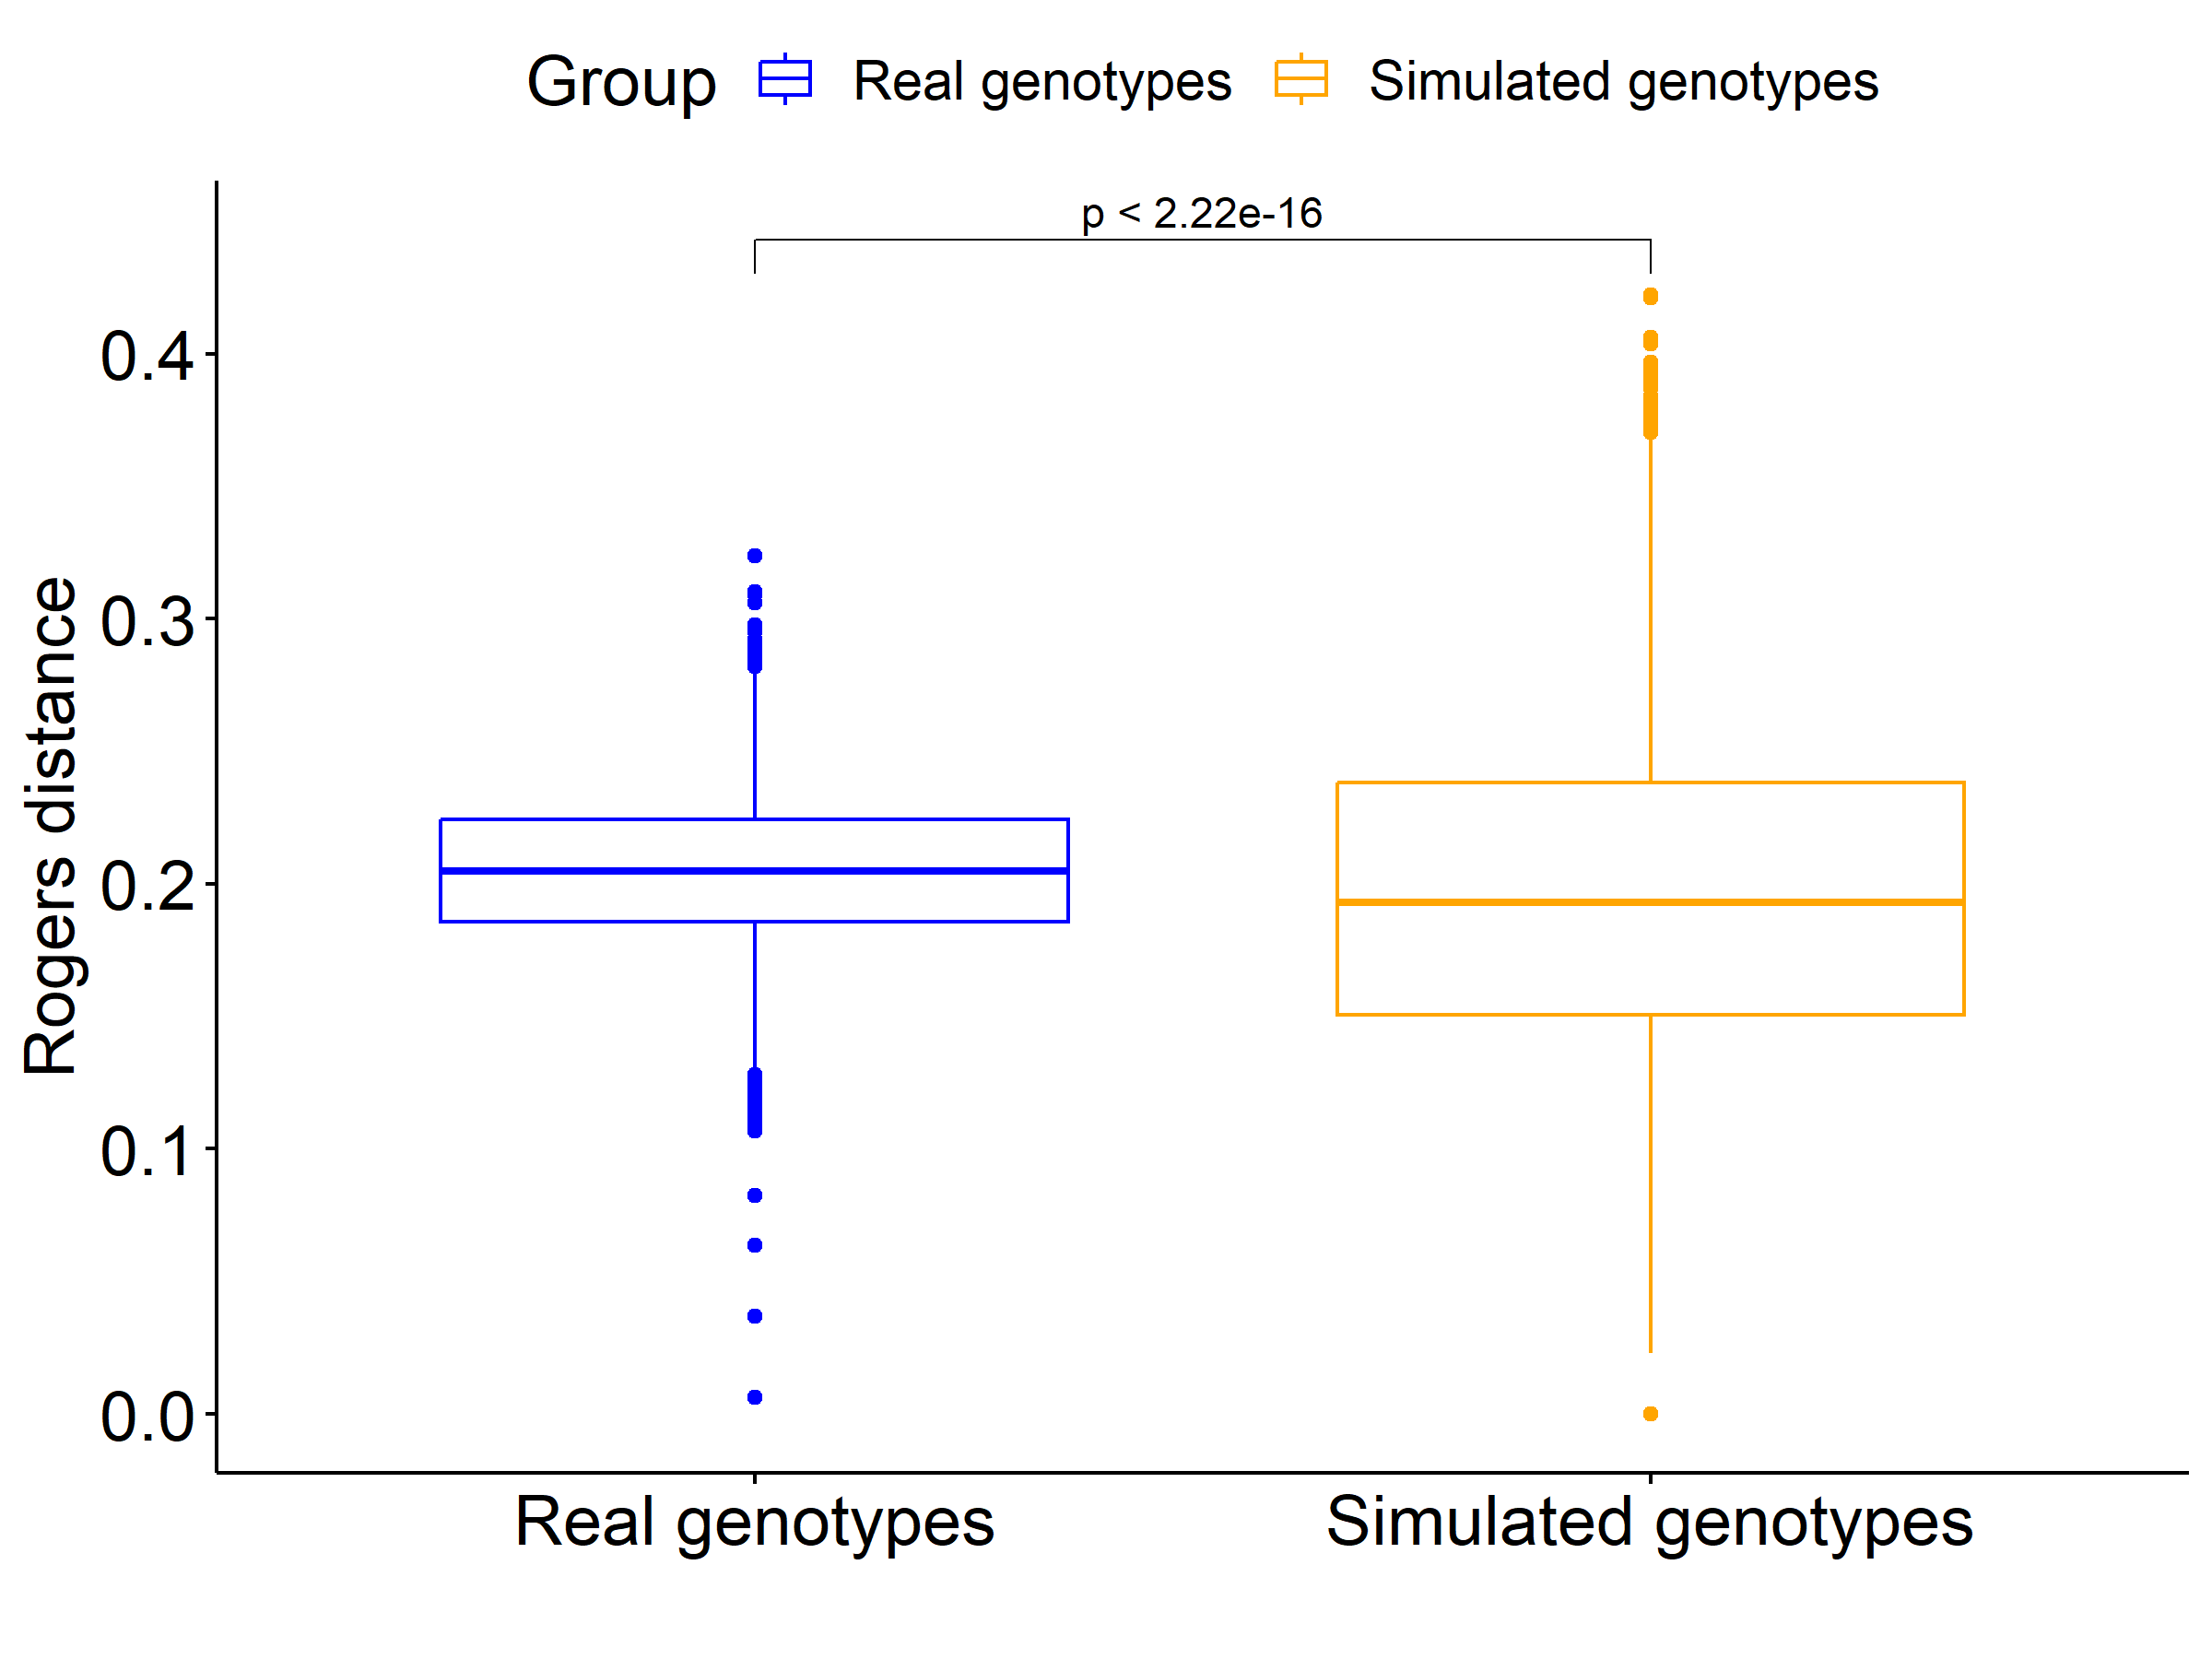 Group Real genotypes Simulated genotypes
p < 2.22e-16
0.4
0.3
0.2
0.1
0.0
Rogers distance
Real genotypes Simulated genotypes